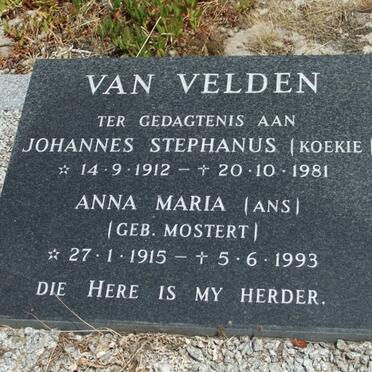 VAN VELDEN
TER GEDAGTENIS AAN
JOHANNES STEPHANUS (KOEKIE)
☆ 14·9·1912 – † 20·10·1981
ANNA MARIA (ANS)
(GEB. MOSTERT)
☆ 27·1·1915 – † 5·6·1993
DIE HERE IS MY HERDER.